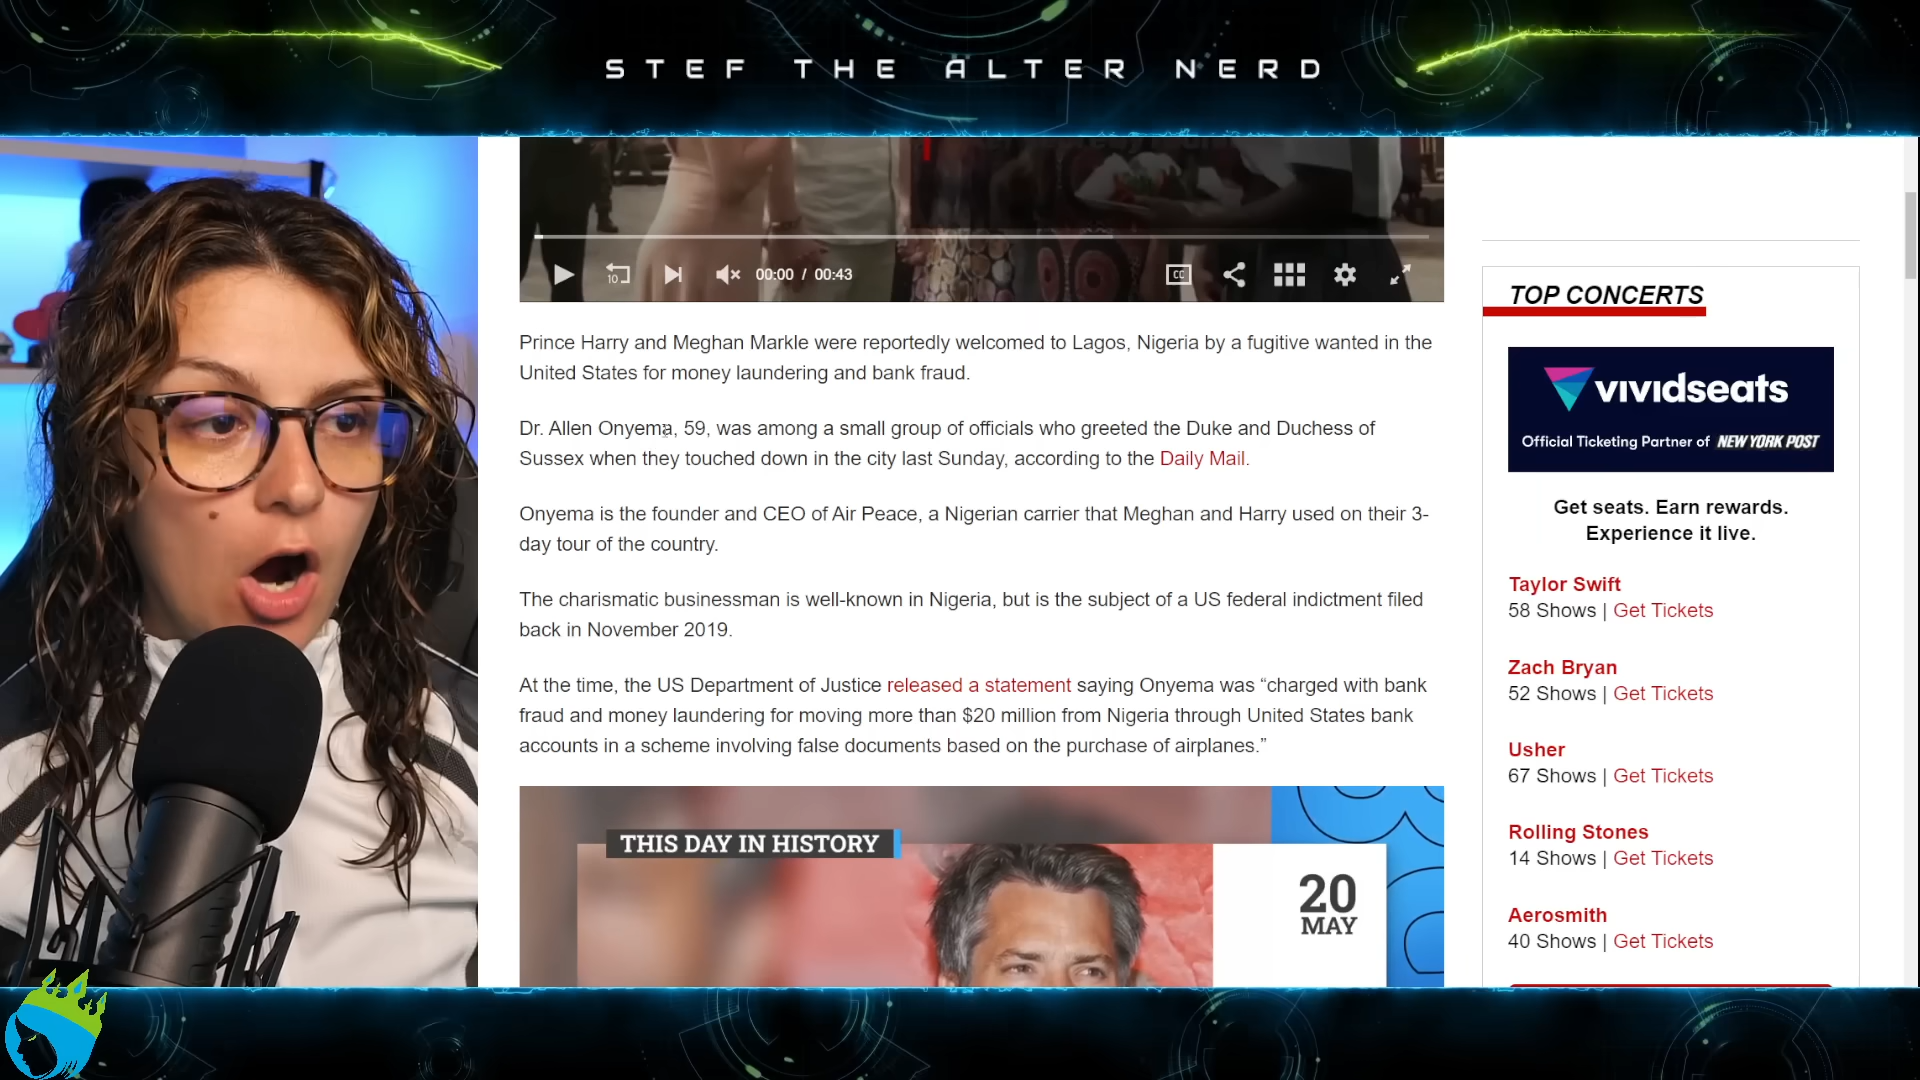 STEF THE ALTER NERD
10
00:00 / 00:43
CC
Prince Harry and Meghan Markle were reportedly welcomed to Lagos, Nigeria by a fugitive wanted in the
United States for money laundering and bank fraud.
Dr. Allen Onyema, 59, was among a small group of officials who greeted the Duke and Duchess of
Sussex when they touched down in the city last Sunday, according to the Daily Mail.
Onyema is the founder and CEO of Air Peace, a Nigerian carrier that Meghan and Harry used on their 3-
day tour of the country.
The charismatic businessman is well-known in Nigeria, but is the subject of a US federal indictment filed
back in November 2019.
At the time, the US Department of Justice released a statement saying Onyema was “charged with bank
fraud and money laundering for moving more than $20 million from Nigeria through United States bank
accounts in a scheme involving false documents based on the purchase of airplanes.”
THIS DAY IN HISTORY
20
MAY
TOP CONCERTS
vividseats
Official Ticketing Partner of NEW YORK POST
Get seats. Earn rewards.
Experience it live.
Taylor Swift
58 Shows | Get Tickets
Zach Bryan
52 Shows | Get Tickets
Usher
67 Shows | Get Tickets
Rolling Stones
14 Shows | Get Tickets
Aerosmith
40 Shows | Get Tickets